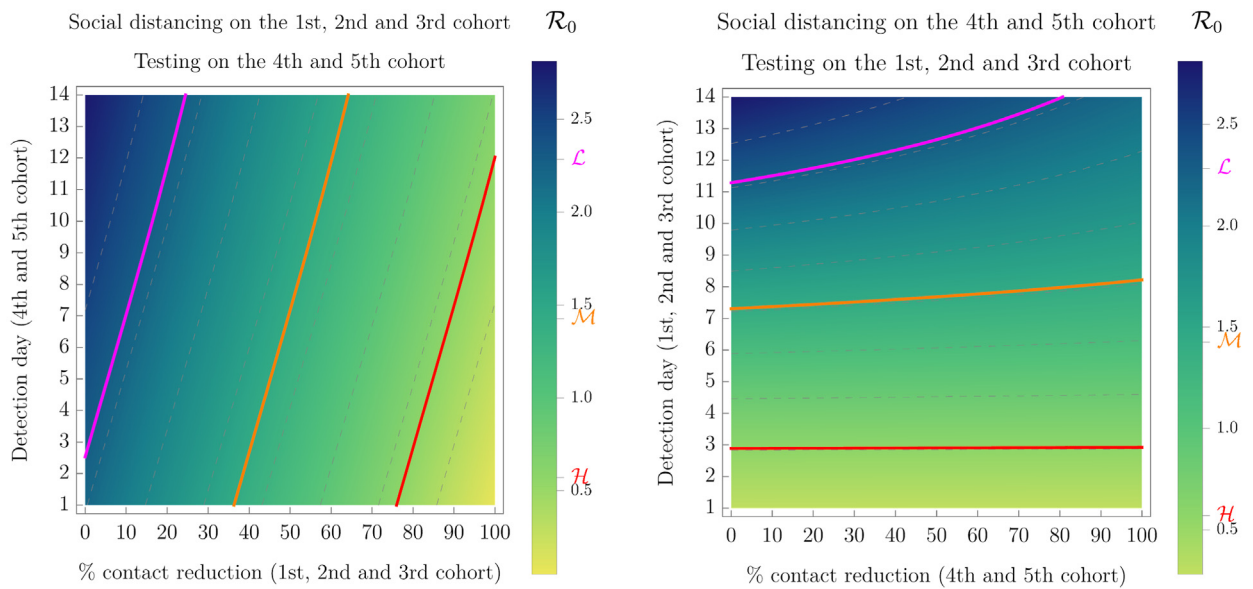 Social distancing on the 1st, 2nd and 3rd cohort
Testing on the 4th and 5th cohort
ℛ₀
Detection day (4th and 5th cohort)
14
13
12
11
10
9
8
7
6
5
4
3
2
1
0 10 20 30 40 50 60 70 80 90 100
% contact reduction (1st, 2nd and 3rd cohort)
2.5
ℒ
2.0
1.5
ℳ
1.0
ℋ
0.5
Social distancing on the 4th and 5th cohort
Testing on the 1st, 2nd and 3rd cohort
ℛ₀
Detection day (1st, 2nd and 3rd cohort)
14
13
12
11
10
9
8
7
6
5
4
3
2
1
0 10 20 30 40 50 60 70 80 90 100
% contact reduction (4th and 5th cohort)
2.5
ℒ
2.0
1.5
ℳ
1.0
ℋ
0.5